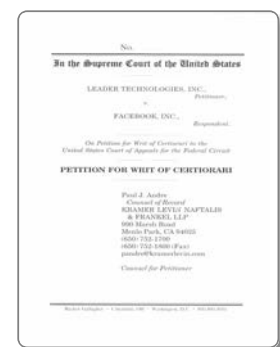 No.
In the Supreme Court of the United States
LEADER TECHNOLOGIES, INC.,
Petitioner,
v.
FACEBOOK, INC.,
Respondent.
On Petition for Writ of Certiorari to the
United States Court of Appeals for the Federal Circuit
PETITION FOR WRIT OF CERTIORARI
Paul J. Andre
Counsel of Record
KRAMER LEVIN NAFTALIS
& FRANKEL LLP
990 Marsh Road
Menlo Park, CA 94025
(650) 752-1700
(650) 752-1800 (Fax)
pandre@kramerlevin.com
Counsel for Petitioner